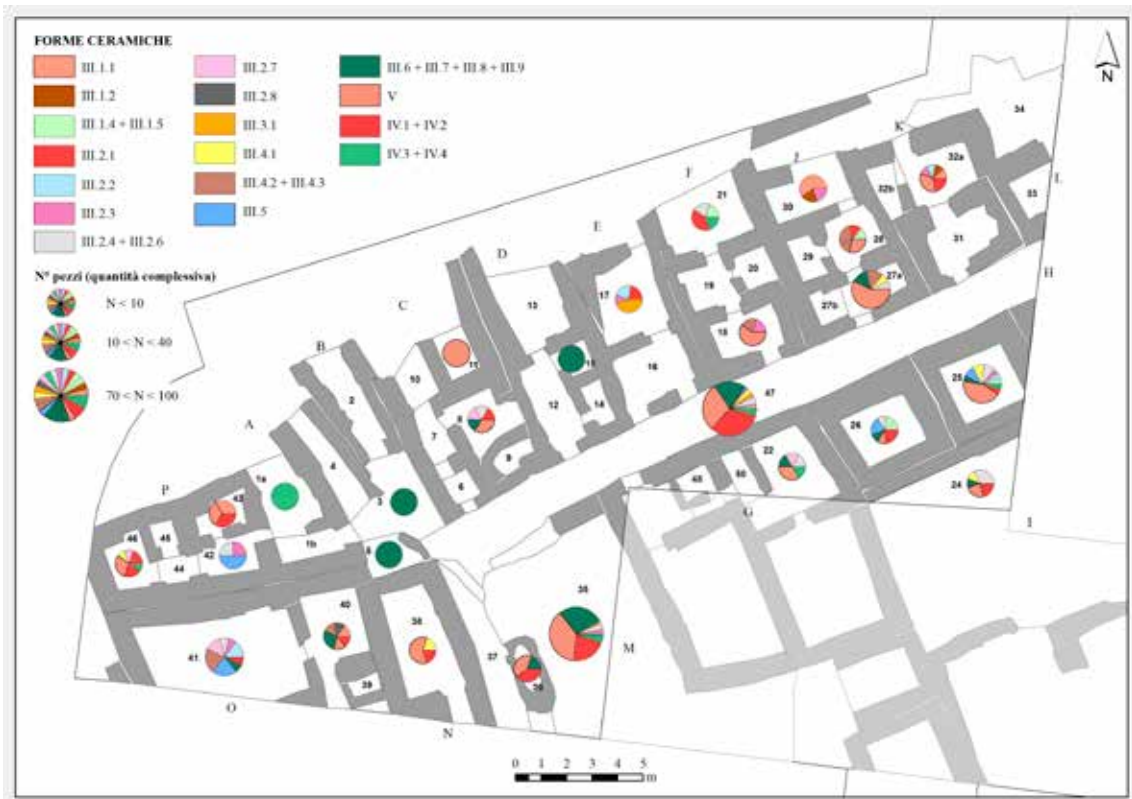 FORME CERAMICHE
III.1.1
III.1.2
III.1.4 + III.1.5
III.2.1
III.2.2
III.2.3
III.2.4 + III.2.6
III.2.7
III.2.8
III.3.1
III.4.1
III.4.2 + III.4.3
III.5
III.6 + III.7 + III.8 + III.9
V
IV.1 + IV.2
IV.3 + IV.4
N° pezzi (quantità complessiva)
N < 10
10 < N < 40
70 < N < 100
N
34
K
32a
J
L
F
21
30
32b
33
E
28
31
D
29
20
19
27a
H
17
13
27b
C
18
15
11
47
16
B
10
25
2
12
14
8
26
7
A
9
22
4
6
48
24
P
1a
3
G
I
43
46
45
1b
5
42
44
35
40
38
M
41
37
39
O
N
0 1 2 3 4 5
m